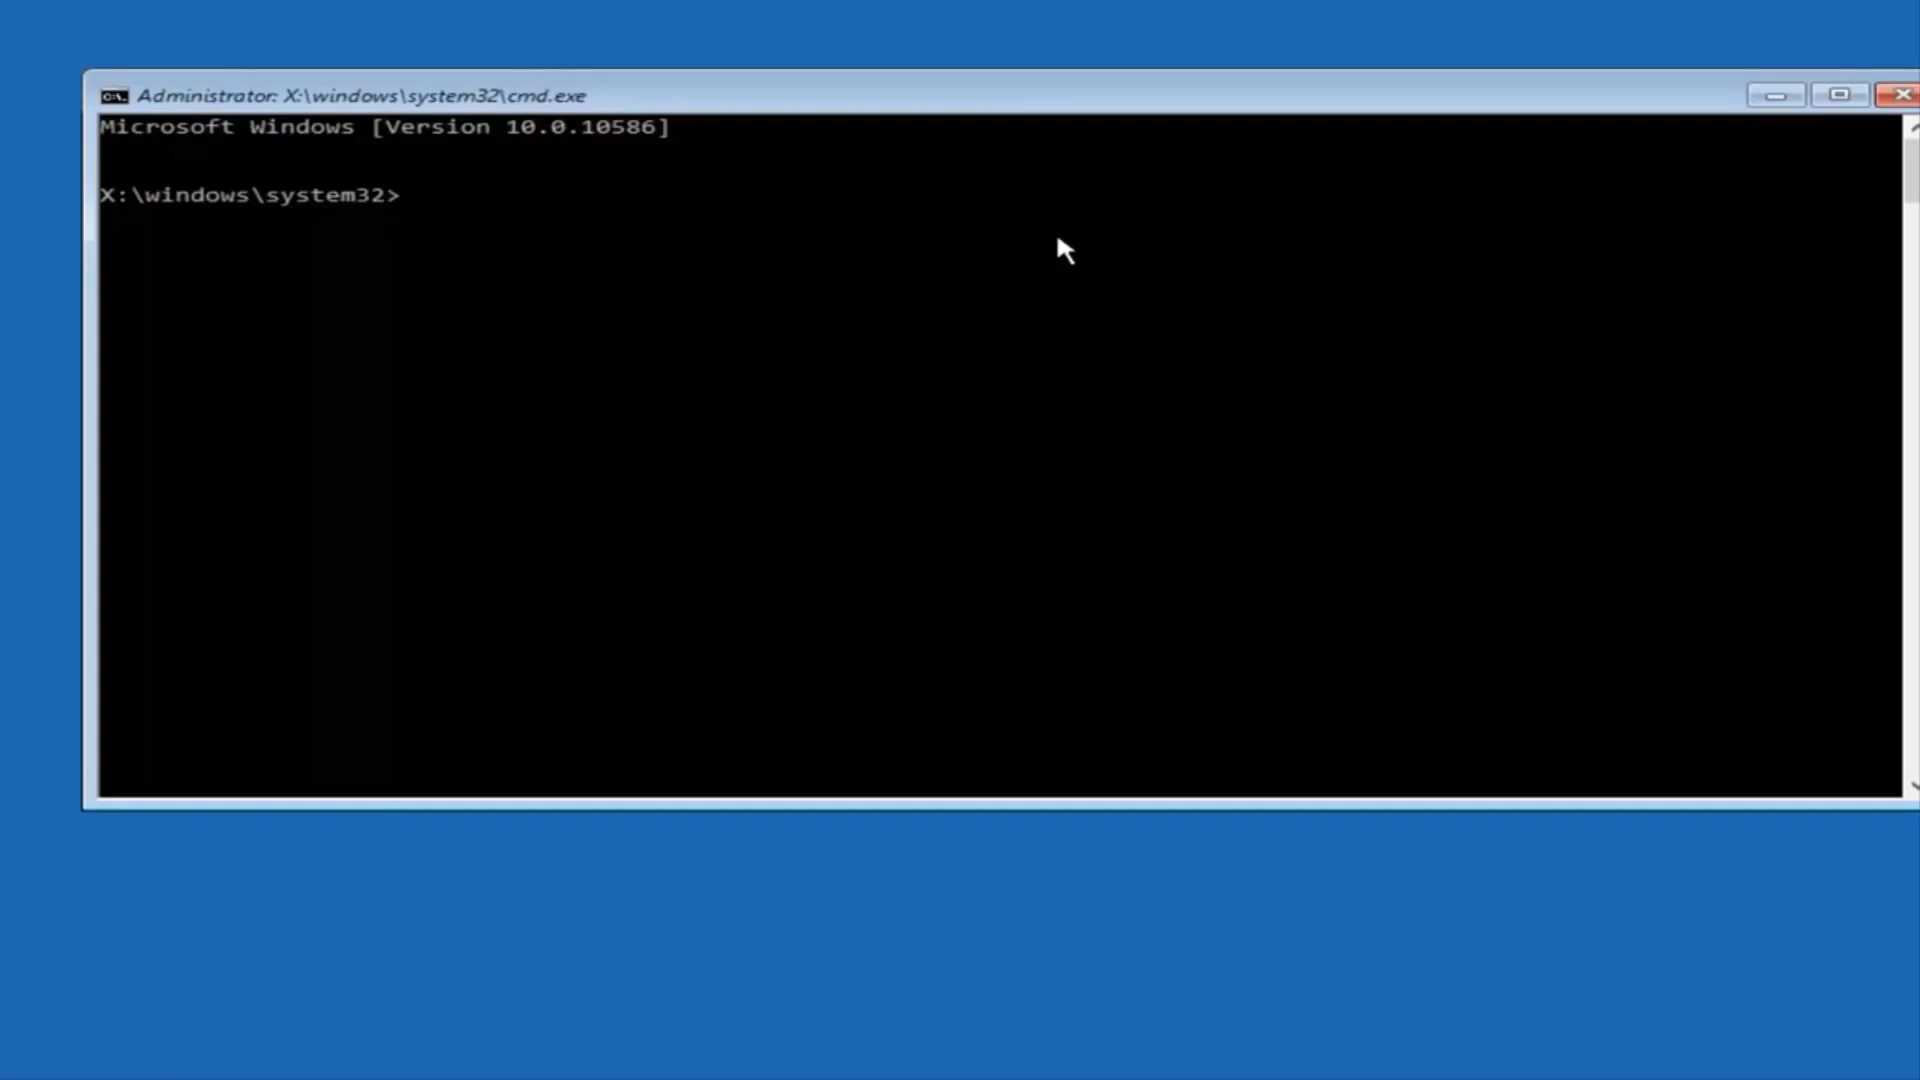 Administrator: X:\windows\system32\cmd.exe
Microsoft Windows [Version 10.0.10586]
X:\windows\system32>